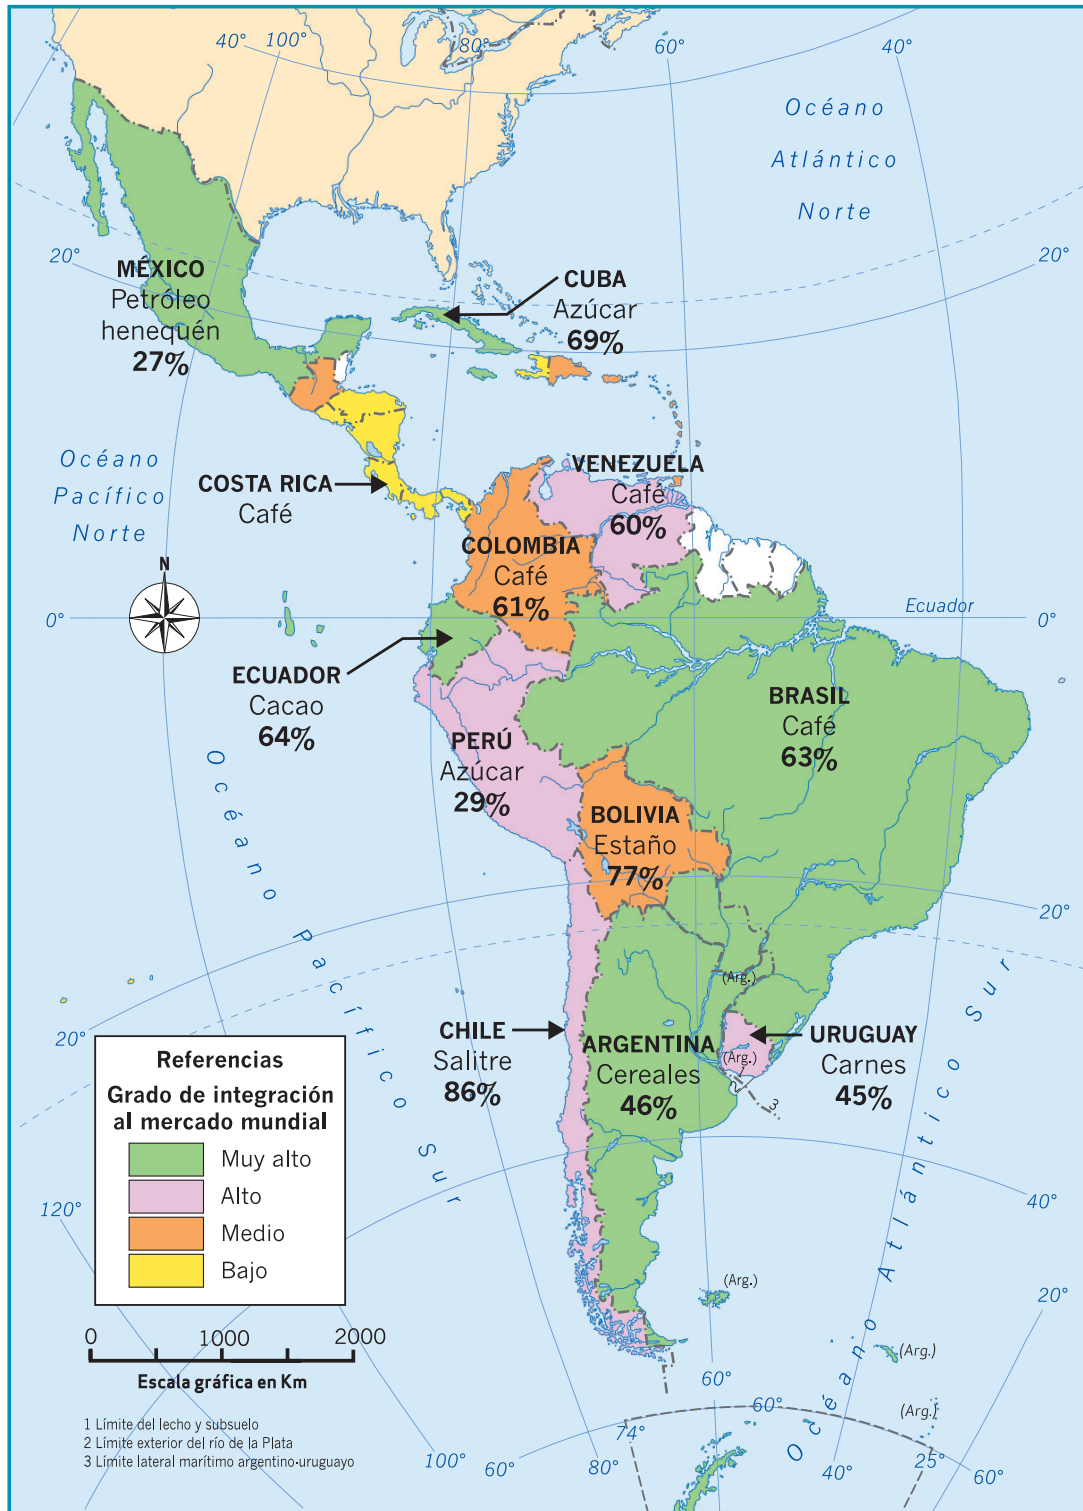 40°
100°
80°
60°
40°
Océano
Atlántico
Norte
20°
20°
MÉXICO
Petróleo
henequén
27%
CUBA
Azúcar
69%
Océano
Pacífico
Norte
COSTA RICA
Café
VENEZUELA
Café
60%
COLOMBIA
Café
61%
N
0°
Ecuador
0°
ECUADOR
Cacao
64%
BRASIL
Café
63%
PERÚ
Azúcar
29%
BOLIVIA
Estaño
77%
Océano Pacífico Sur
20°
20°
(Arg.)
CHILE
Salitre
86%
ARGENTINA
Cereales
46%
(Arg.)
1
2
3
URUGUAY
Carnes
45%
Océano Atlántico Sur
Referencias
Grado de integración
al mercado mundial
Muy alto
Alto
Medio
Bajo
120°
40°
(Arg.)
20°
(Arg.)
0 1000 2000
Escala gráfica en Km
60°
60°
(Arg.)
74°
1 Límite del lecho y subsuelo
2 Límite exterior del río de la Plata
3 Límite lateral marítimo argentino-uruguayo
100°
60°
80°
40°
25°
60°